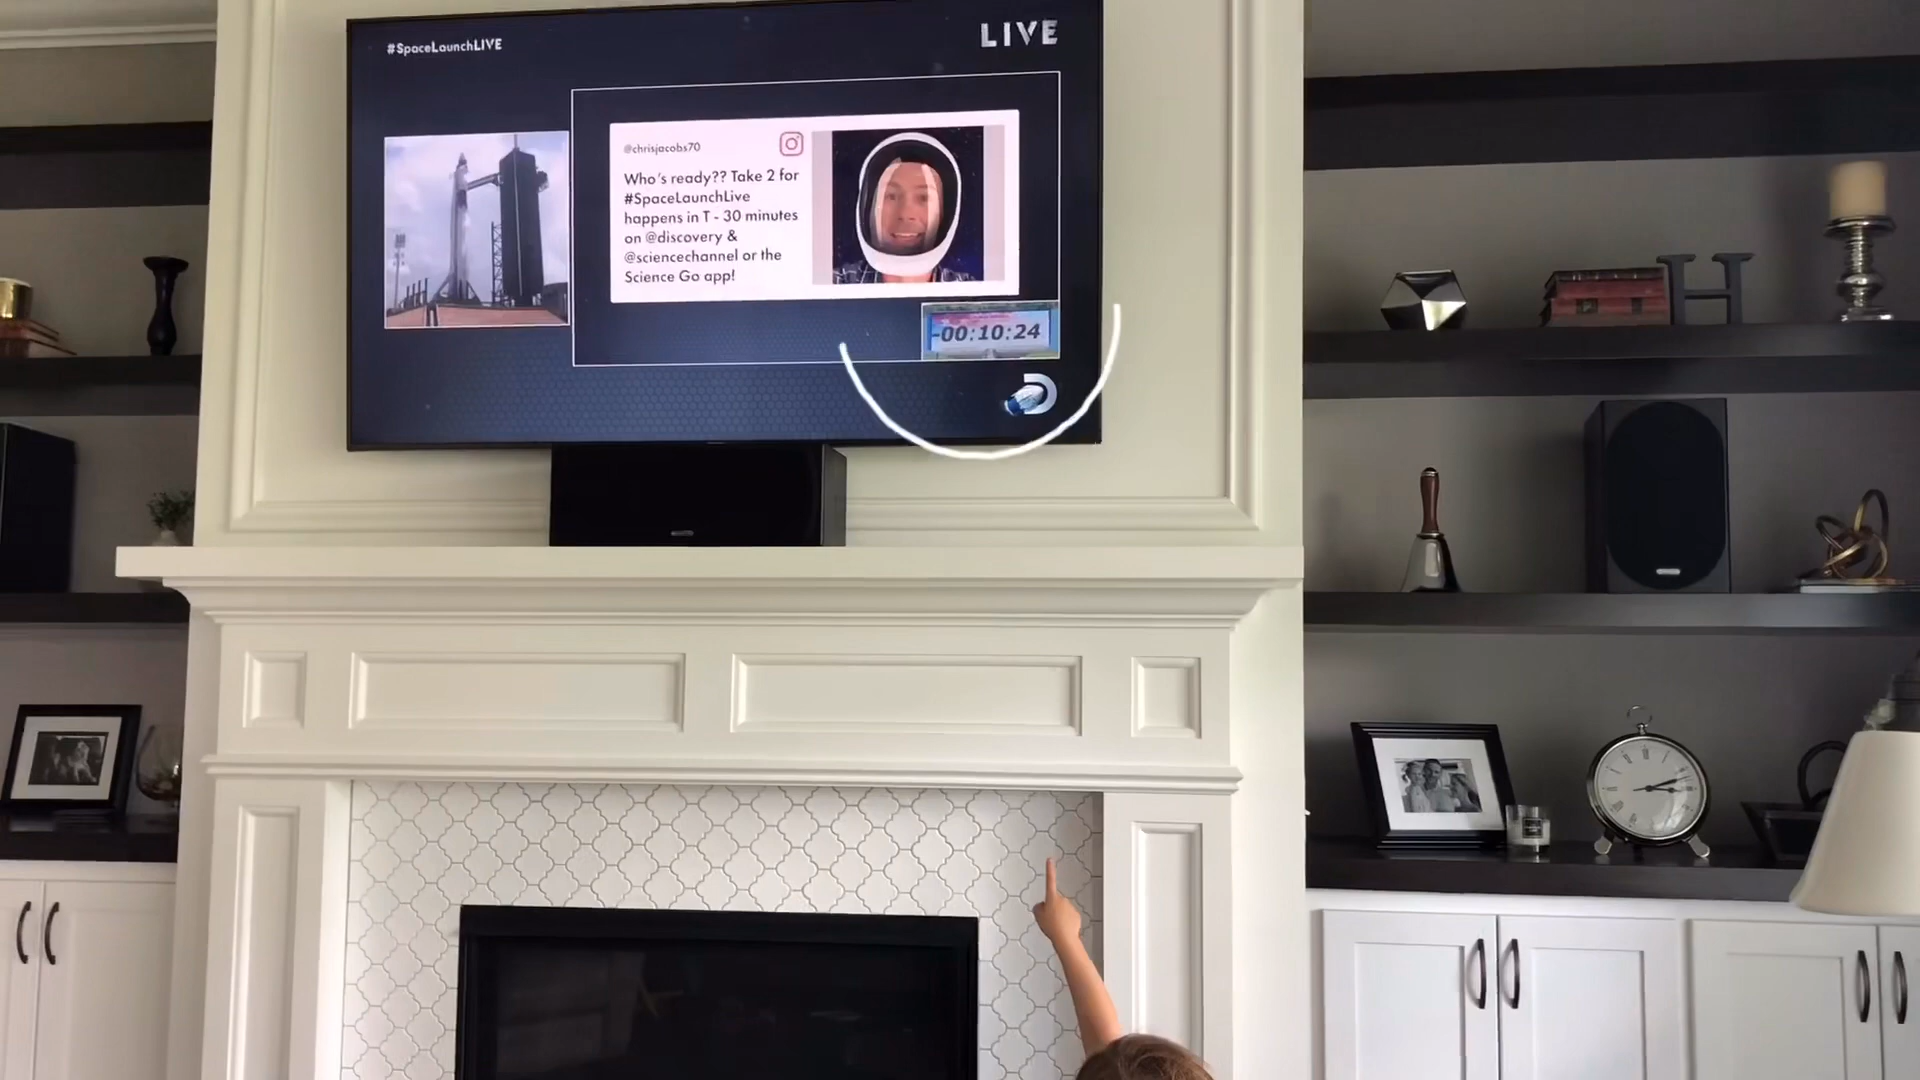 #SpaceLaunchLIVE
LIVE
@chrisjacobs70
Who's ready?? Take 2 for
#SpaceLaunchLive
happens in T - 30 minutes
on @discovery &
@sciencechannel or the
Science Go app!
-00:10:24
H